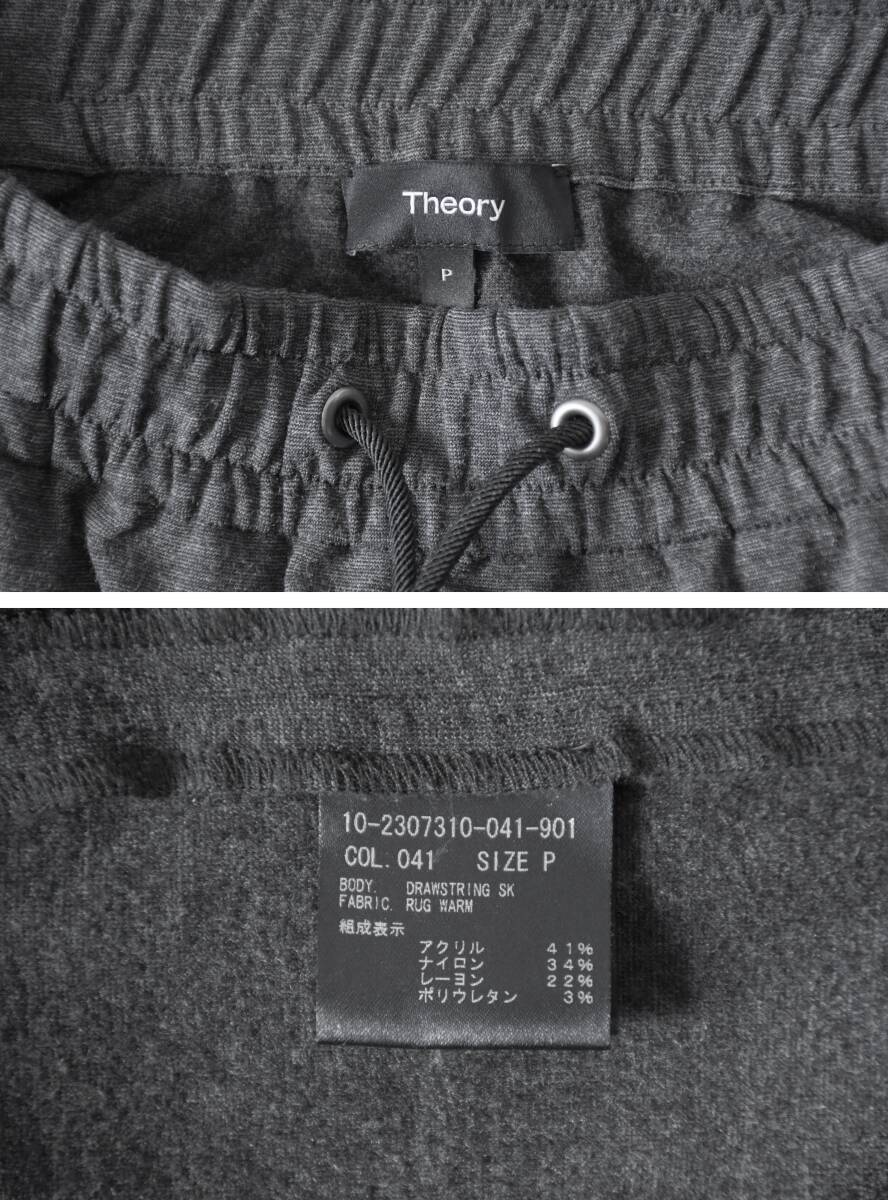 Theory
P
10-2307310-041-901
COL. 041 SIZE P
BODY. DRAWSTRING SK
FABRIC. RUG WARM
組成表示
アクリル 41%
ナイロン 34%
レーヨン 22%
ポリウレタン 3%